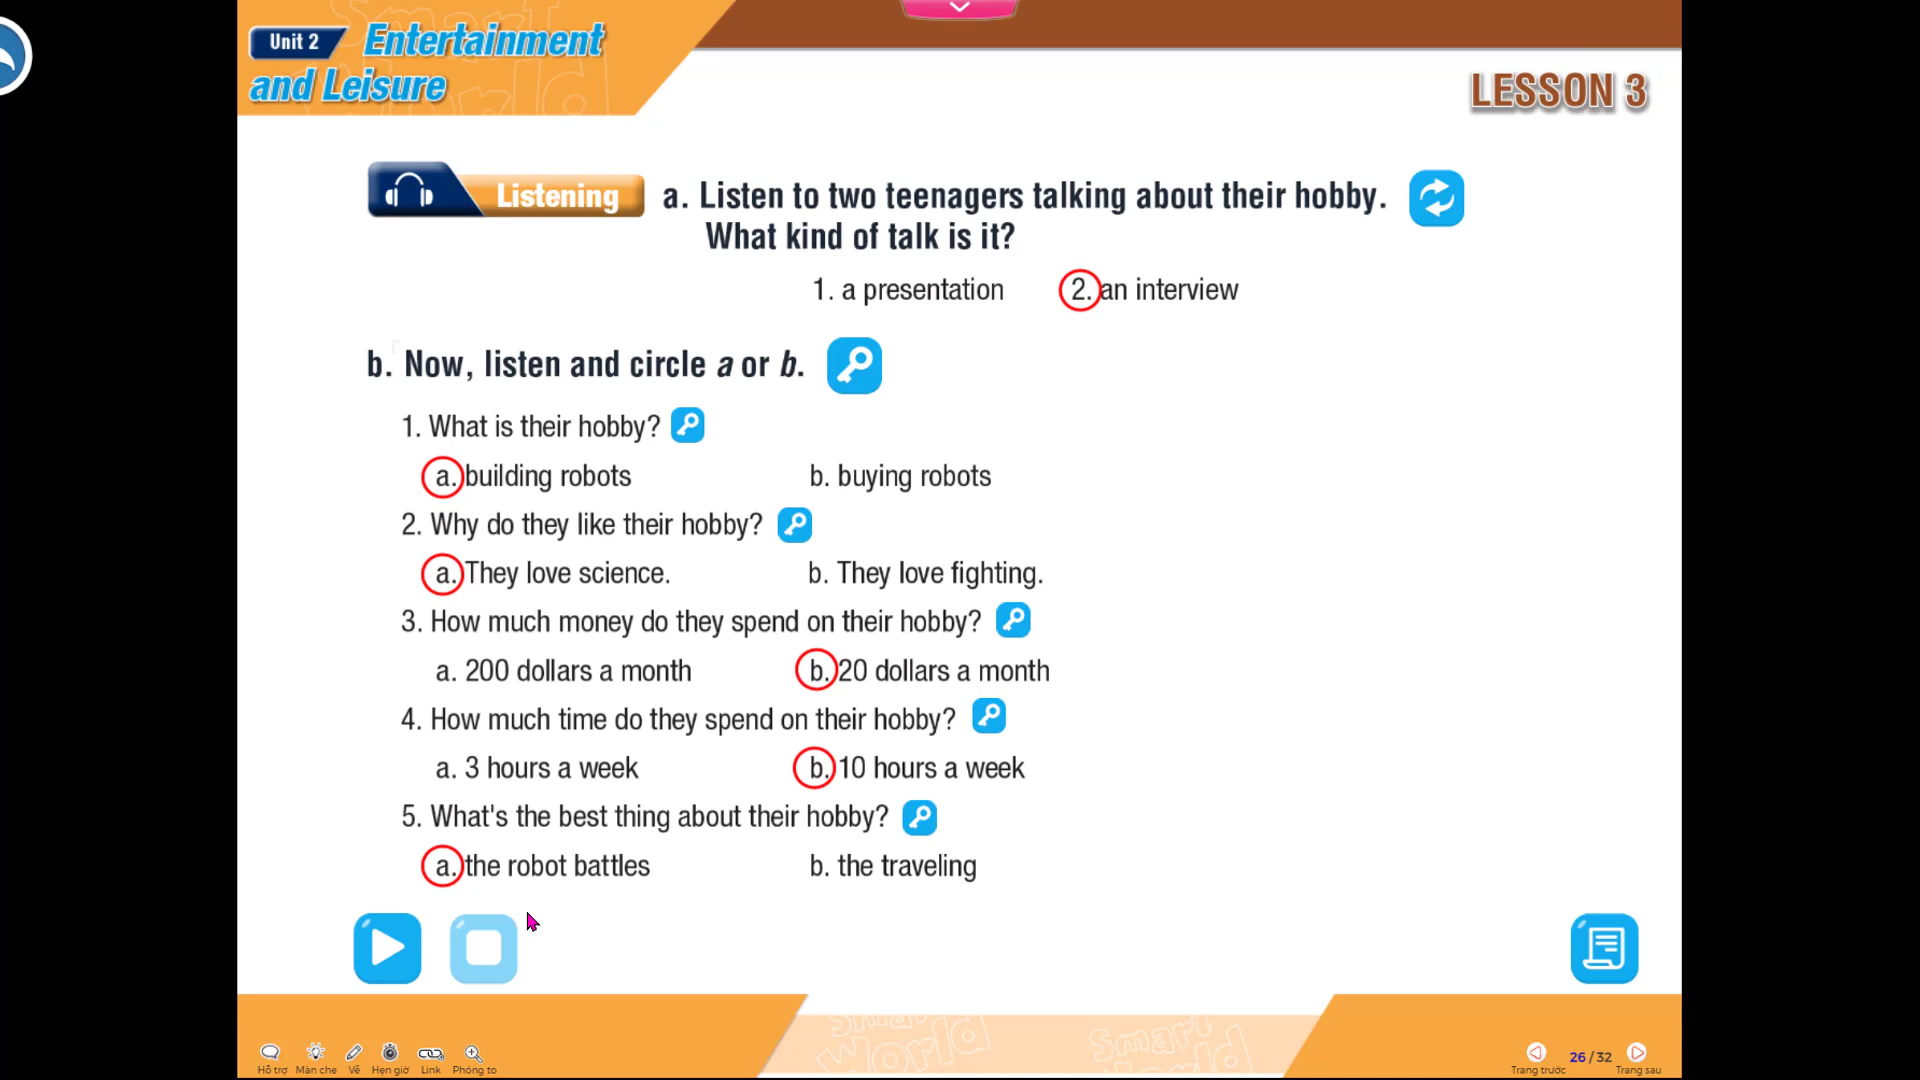 Unit 2 Entertainment
and Leisure
LESSON 3
Listening
a. Listen to two teenagers talking about their hobby.
What kind of talk is it?
1. a presentation 2. an interview
b. Now, listen and circle a or b.
1. What is their hobby?
a. building robots b. buying robots
2. Why do they like their hobby?
a. They love science. b. They love fighting.
3. How much money do they spend on their hobby?
a. 200 dollars a month b. 20 dollars a month
4. How much time do they spend on their hobby?
a. 3 hours a week b. 10 hours a week
5. What's the best thing about their hobby?
a. the robot battles b. the traveling
Smart World Smart World
Hỗ trợ Màn che Vẽ Hẹn giờ Link Phóng to
Trang trước 26 / 32 Trang sau